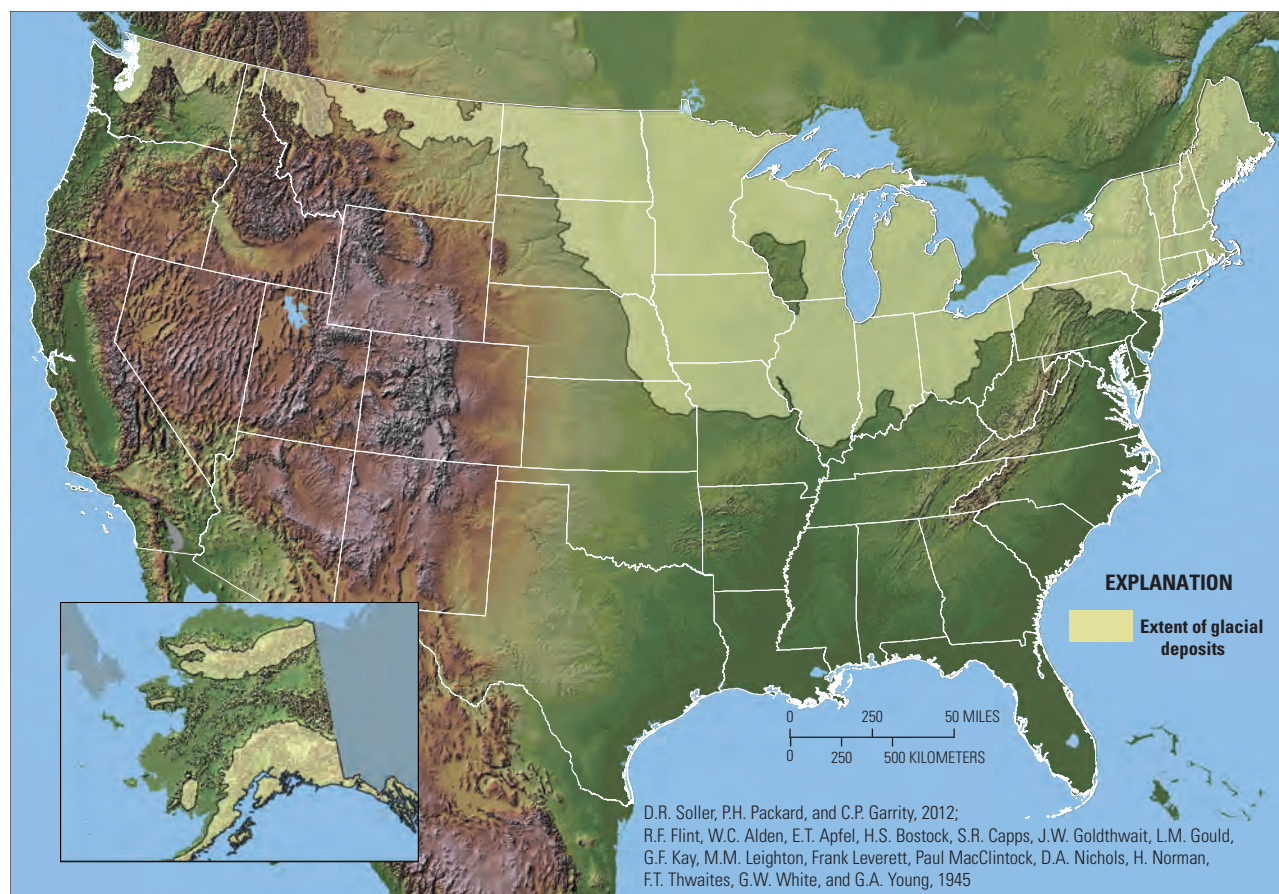 EXPLANATION
Extent of glacial
deposits
0 250 50 MILES
0 250 500 KILOMETERS
D.R. Soller, P.H. Packard, and C.P. Garrity, 2012;
R.F. Flint, W.C. Alden, E.T. Apfel, H.S. Bostock, S.R. Capps, J.W. Goldthwait, L.M. Gould,
G.F. Kay, M.M. Leighton, Frank Leverett, Paul MacClintock, D.A. Nichols, H. Norman,
F.T. Thwaites, G.W. White, and G.A. Young, 1945